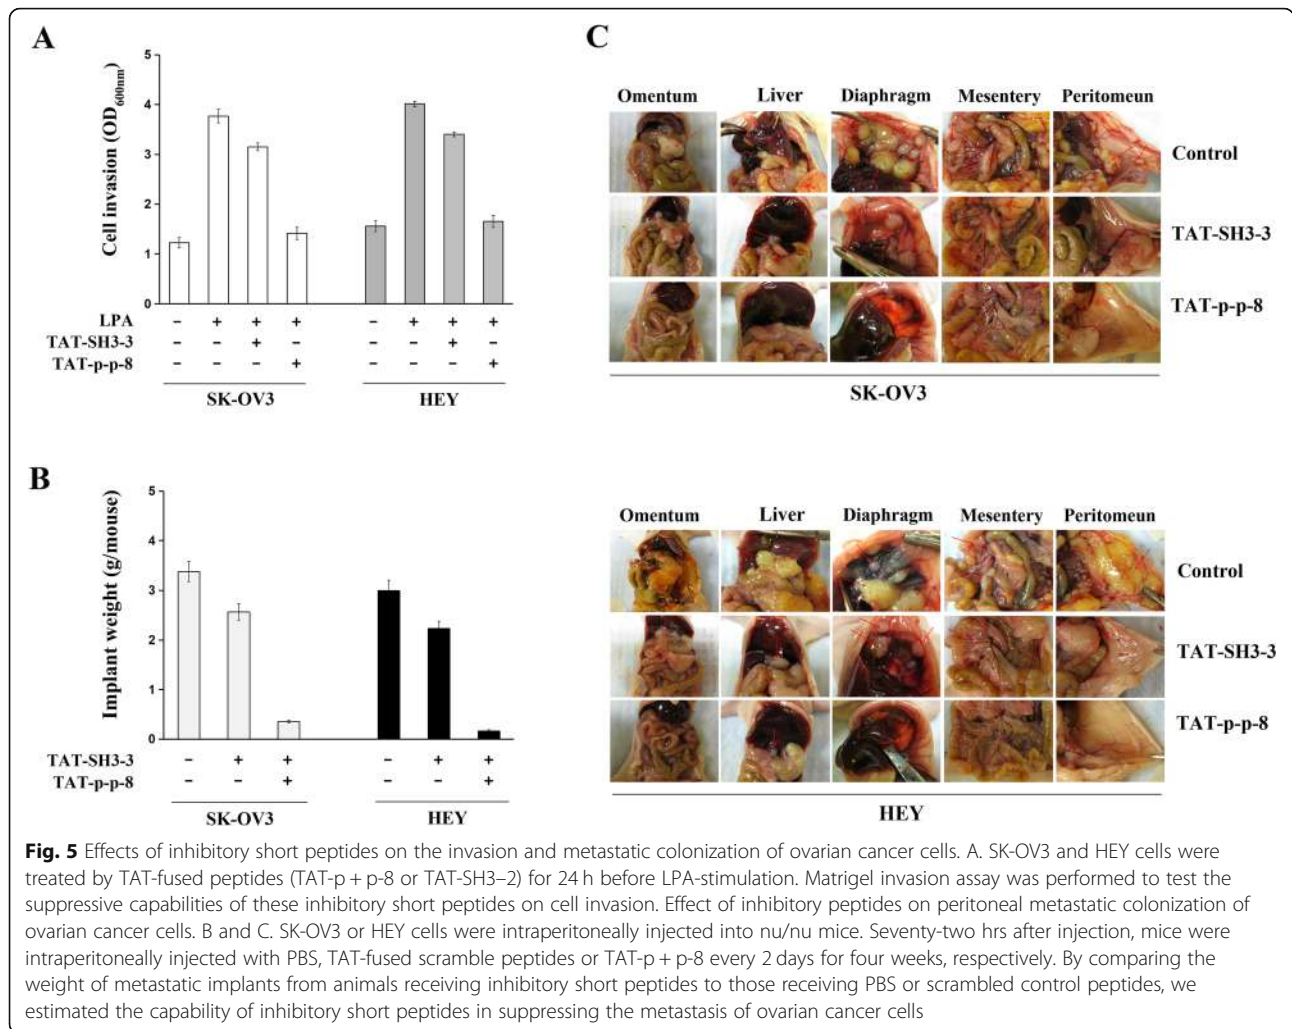 A
Cell invasion (OD600nm)
5
4
3
2
1
0
LPA - + + + - + + +
TAT-SH3-3 - - + - - - + -
TAT-p-p-8 - - - + - - - +
SK-OV3 HEY
B
Implant weight (g/mouse)
5
4
3
2
1
0
TAT-SH3-3 - + + - + +
TAT-p-p-8 - - + - - +
SK-OV3 HEY
C
Omentum Liver Diaphragm Mesentery Peritomeun
Control
TAT-SH3-3
TAT-p-p-8
SK-OV3
Omentum Liver Diaphragm Mesentery Peritomeun
Control
TAT-SH3-3
TAT-p-p-8
HEY
Fig. 5 Effects of inhibitory short peptides on the invasion and metastatic colonization of ovarian cancer cells. A. SK-OV3 and HEY cells were
treated by TAT-fused peptides (TAT-p + p-8 or TAT-SH3–2) for 24 h before LPA-stimulation. Matrigel invasion assay was performed to test the
suppressive capabilities of these inhibitory short peptides on cell invasion. Effect of inhibitory peptides on peritoneal metastatic colonization of
ovarian cancer cells. B and C. SK-OV3 or HEY cells were intraperitoneally injected into nu/nu mice. Seventy-two hrs after injection, mice were
intraperitoneally injected with PBS, TAT-fused scramble peptides or TAT-p + p-8 every 2 days for four weeks, respectively. By comparing the
weight of metastatic implants from animals receiving inhibitory short peptides to those receiving PBS or scrambled control peptides, we
estimated the capability of inhibitory short peptides in suppressing the metastasis of ovarian cancer cells